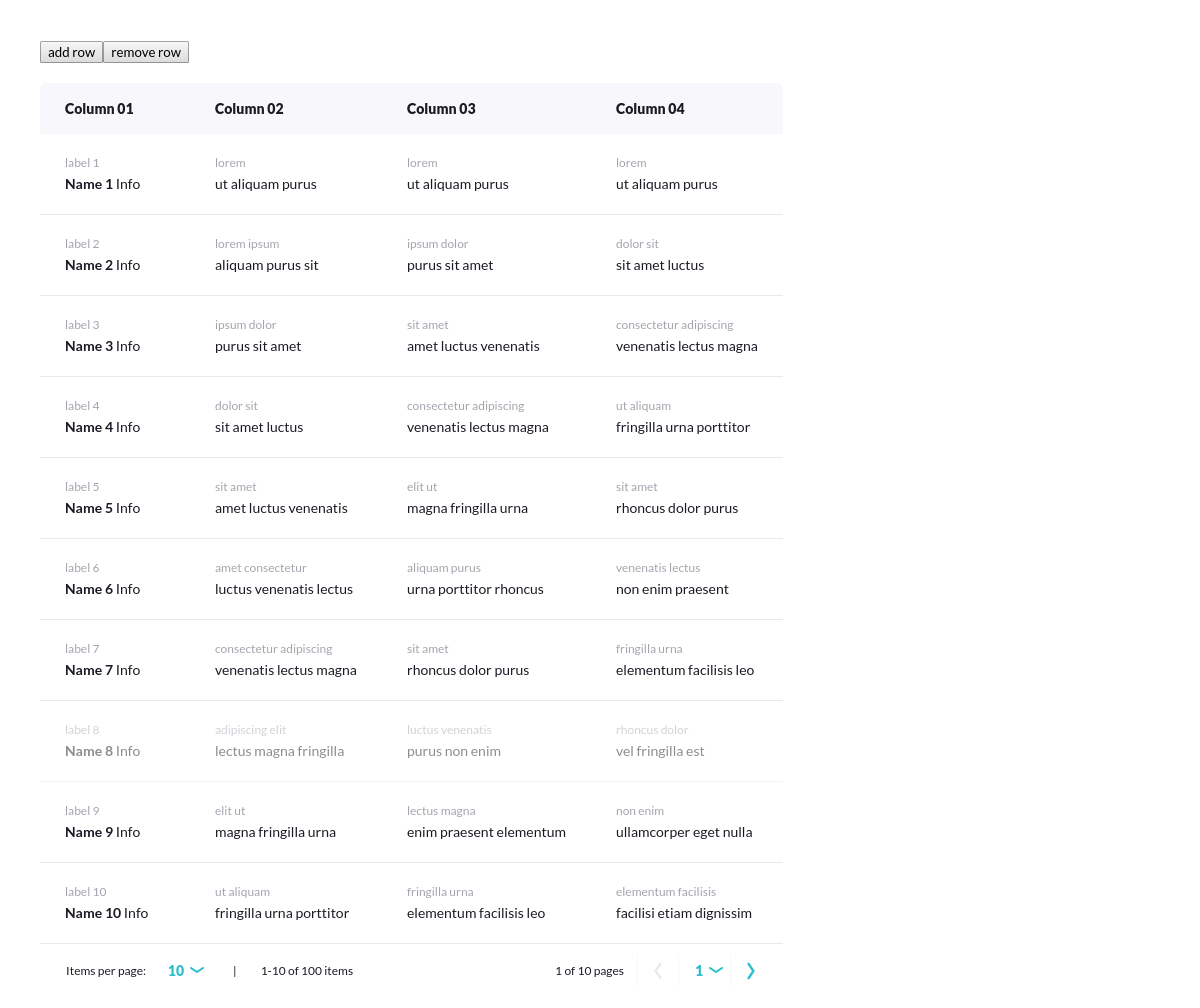 add row remove row
Column 01 Column 02 Column 03 Column 04
label 1 lorem lorem lorem
Name 1 Info ut aliquam purus ut aliquam purus ut aliquam purus
label 2 lorem ipsum ipsum dolor dolor sit
Name 2 Info aliquam purus sit purus sit amet sit amet luctus
label 3 ipsum dolor sit amet consectetur adipiscing
Name 3 Info purus sit amet amet luctus venenatis venenatis lectus magna
label 4 dolor sit consectetur adipiscing ut aliquam
Name 4 Info sit amet luctus venenatis lectus magna fringilla urna porttitor
label 5 sit amet elit ut sit amet
Name 5 Info amet luctus venenatis magna fringilla urna rhoncus dolor purus
label 6 amet consectetur aliquam purus venenatis lectus
Name 6 Info luctus venenatis lectus urna porttitor rhoncus non enim praesent
label 7 consectetur adipiscing sit amet fringilla urna
Name 7 Info venenatis lectus magna rhoncus dolor purus elementum facilisis leo
label 8 adipiscing elit luctus venenatis rhoncus dolor
Name 8 Info lectus magna fringilla purus non enim vel fringilla est
label 9 elit ut lectus magna non enim
Name 9 Info magna fringilla urna enim praesent elementum ullamcorper eget nulla
label 10 ut aliquam fringilla urna elementum facilisis
Name 10 Info fringilla urna porttitor elementum facilisis leo facilisi etiam dignissim
Items per page: 10 | 1-10 of 100 items 1 of 10 pages 1